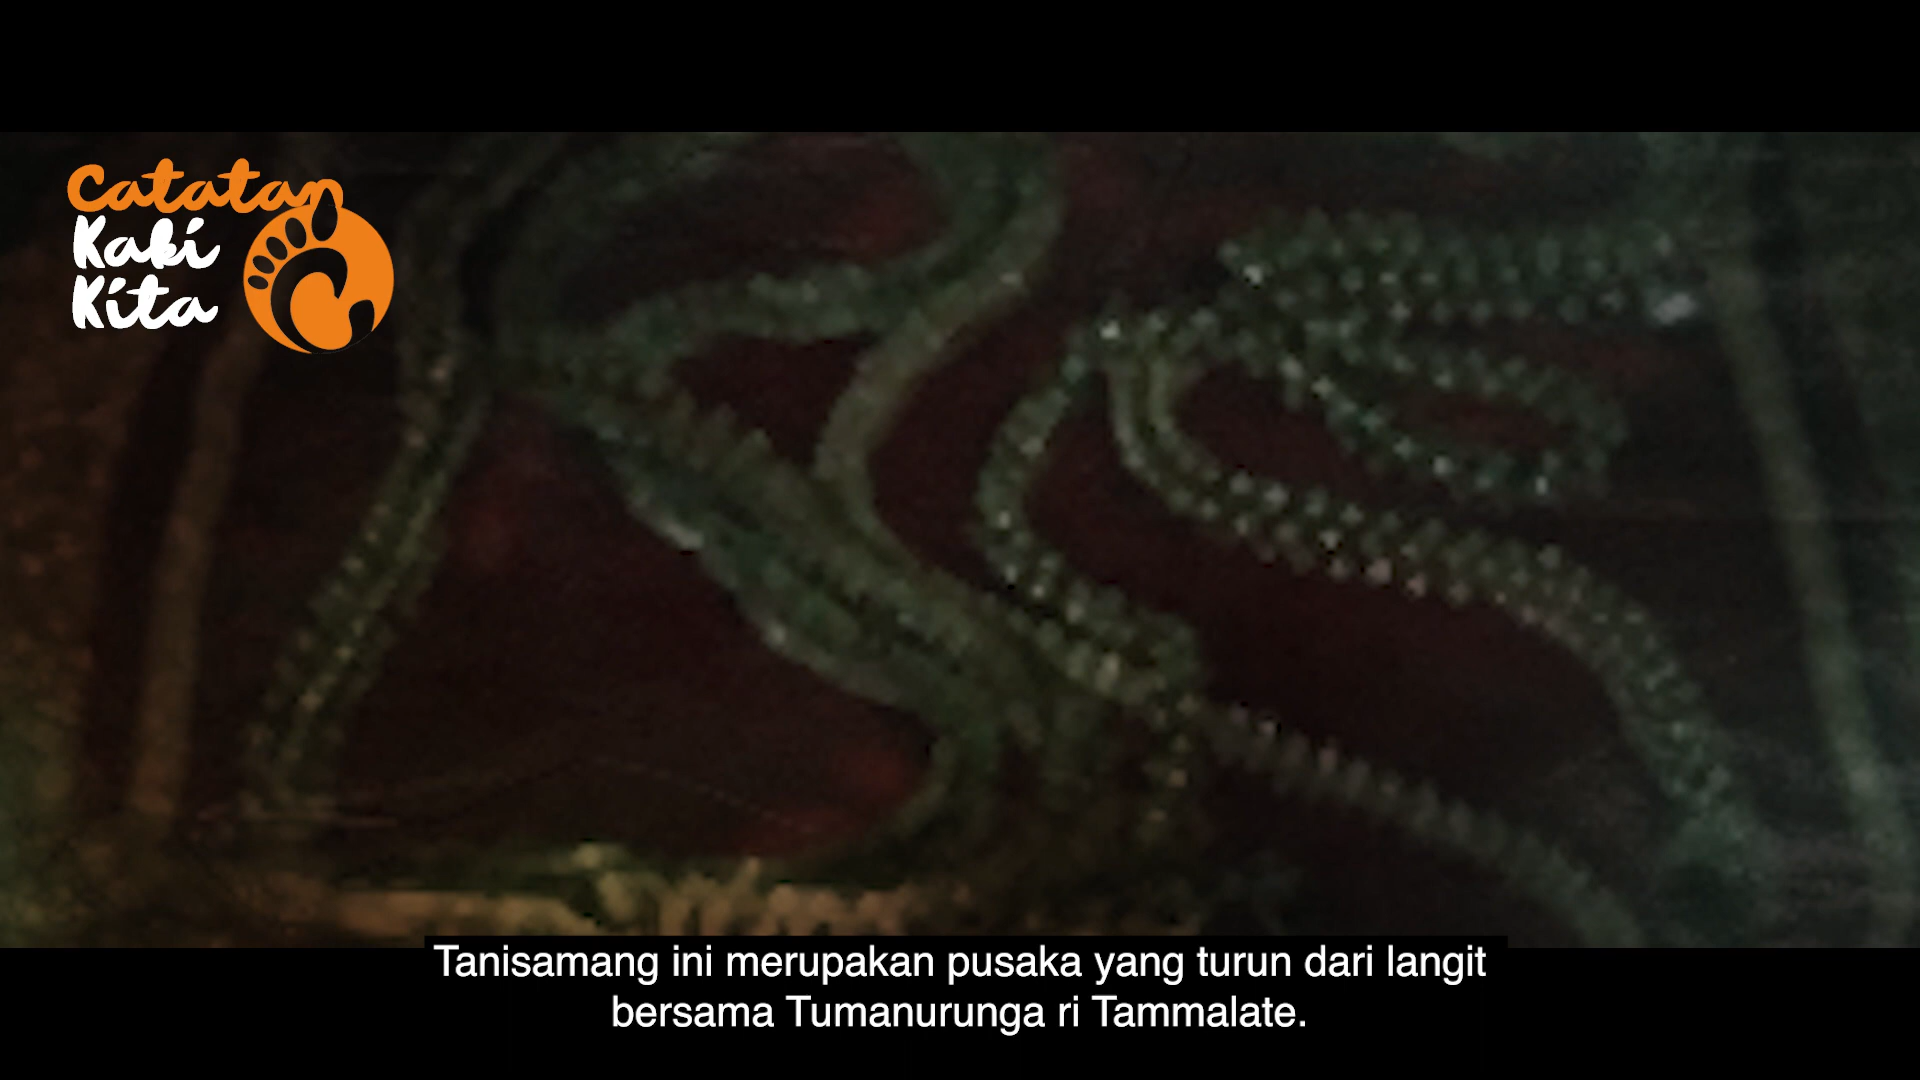 Catatan
Kaki
Kita
Tanisamang ini merupakan pusaka yang turun dari langit
bersama Tumanurunga ri Tammalate.